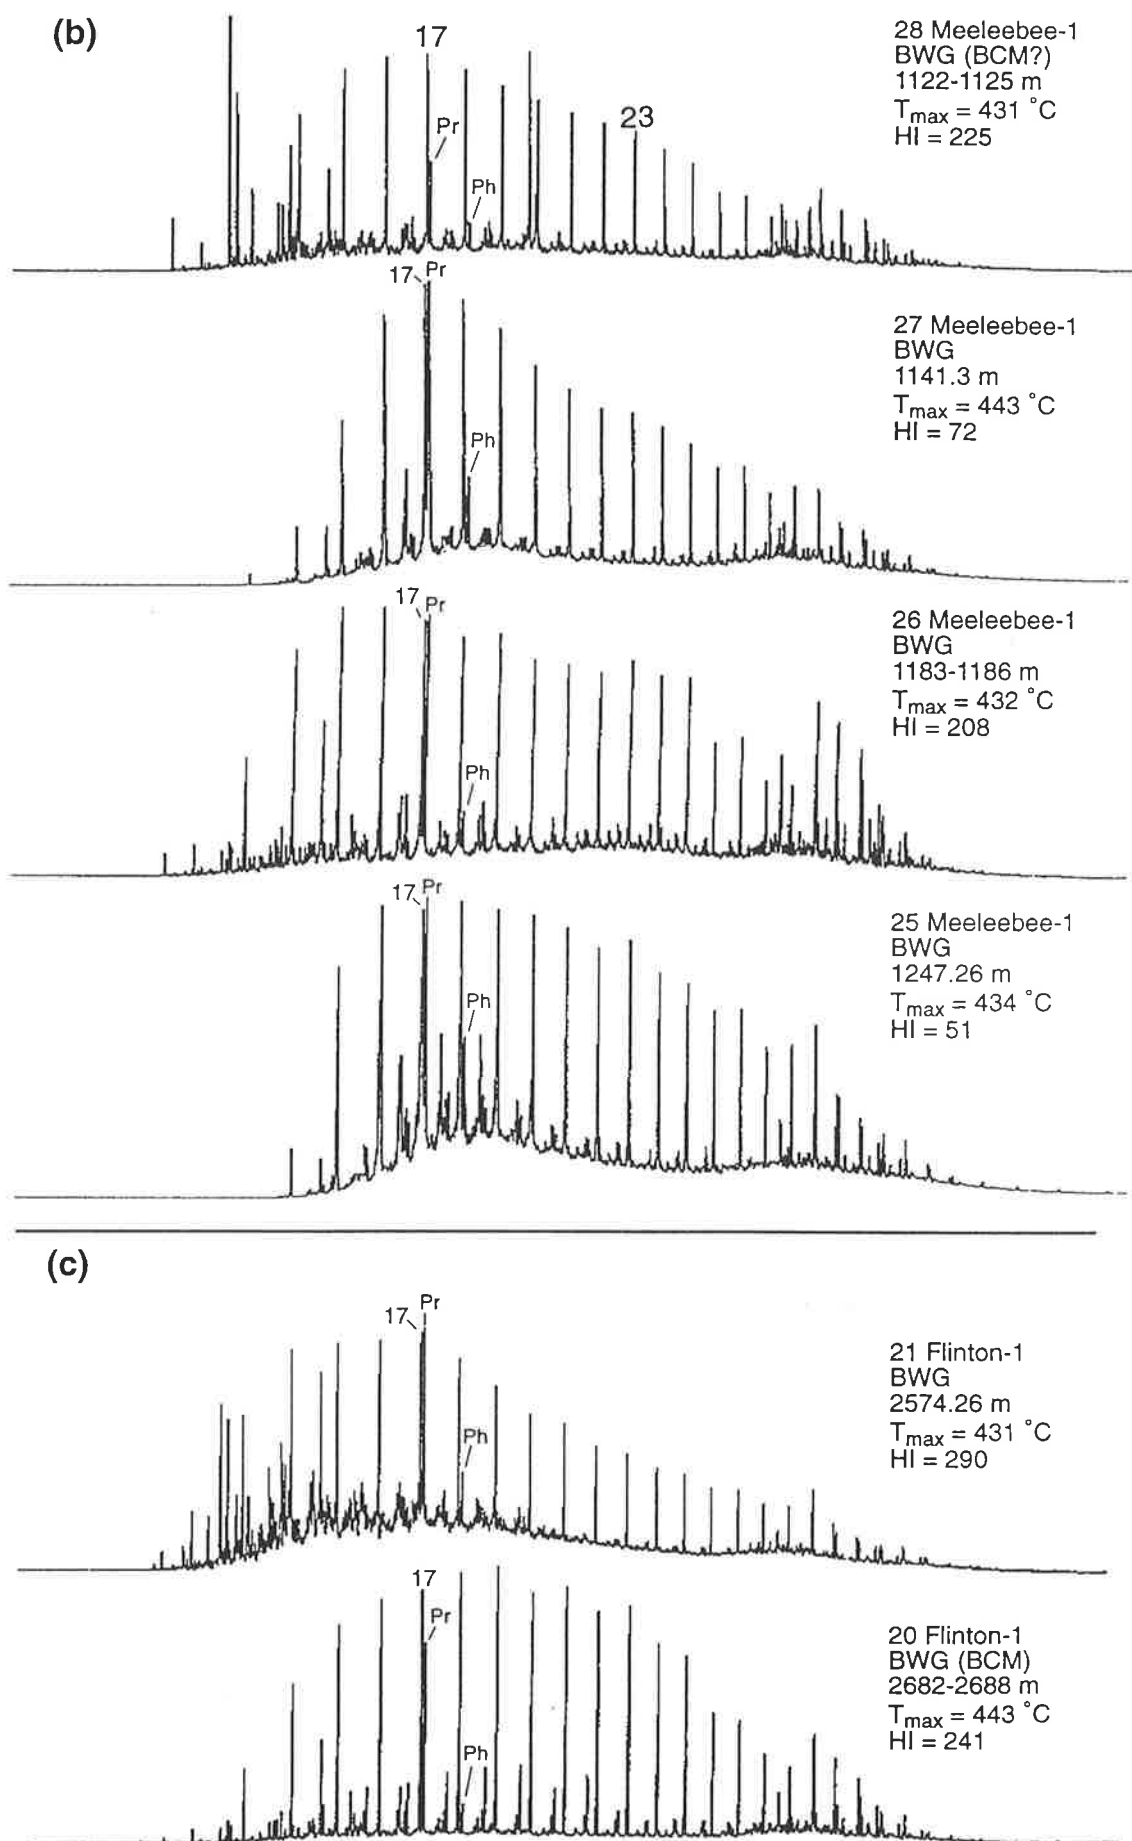 (b)
17
Pr
Ph
23
28 Meeleebee-1
BWG (BCM?)
1122-1125 m
Tmax = 431 °C
HI = 225
17 Pr
Ph
27 Meeleebee-1
BWG
1141.3 m
Tmax = 443 °C
HI = 72
17 Pr
Ph
26 Meeleebee-1
BWG
1183-1186 m
Tmax = 432 °C
HI = 208
17 Pr
Ph
25 Meeleebee-1
BWG
1247.26 m
Tmax = 434 °C
HI = 51
(c)
17 Pr
Ph
21 Flinton-1
BWG
2574.26 m
Tmax = 431 °C
HI = 290
17
Pr
Ph
20 Flinton-1
BWG (BCM)
2682-2688 m
Tmax = 443 °C
HI = 241